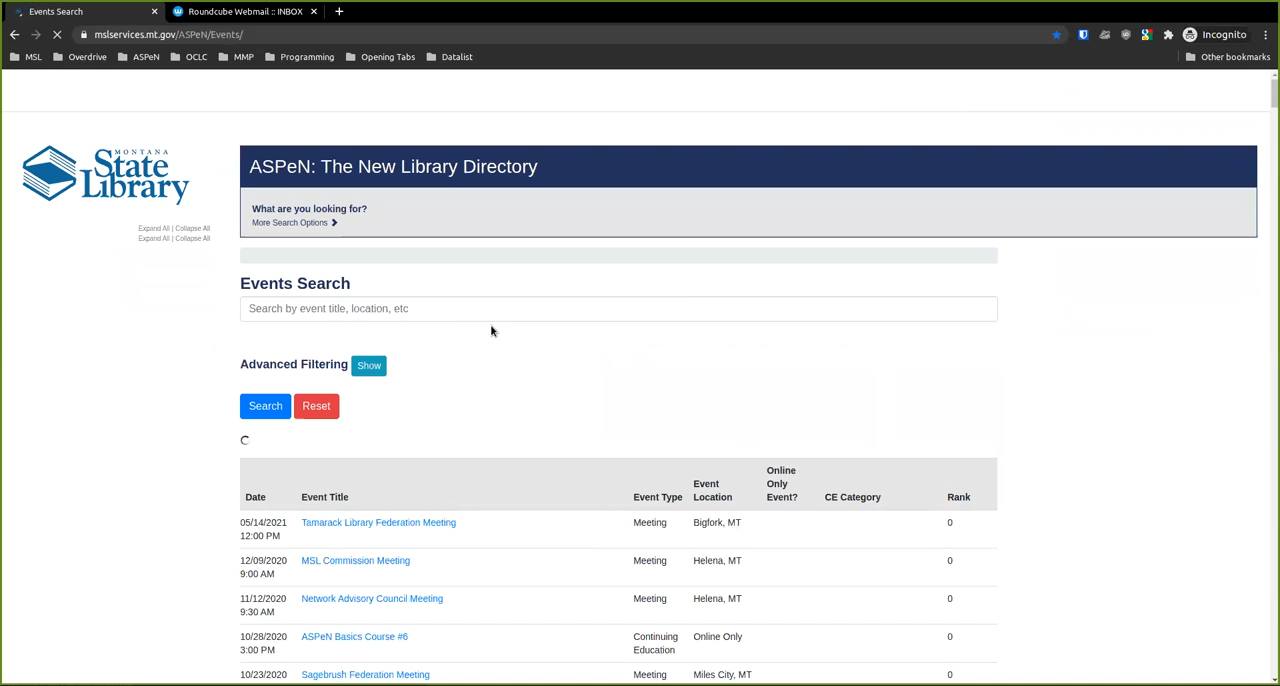 Events Search
Roundcube Webmail :: INBOX
mslservices.mt.gov/ASPeN/Events/
Incognito
MSL
Overdrive
ASPeN
OCLC
MMP
Programming
Opening Tabs
Datalist
Other bookmarks
MONTANA
State
Library
Expand All | Collapse All
Expand All | Collapse All
ASPeN: The New Library Directory
What are you looking for?
More Search Options
Events Search
Search by event title, location, etc
Advanced Filtering Show
Search Reset
Date
Event Title
Event Type
Event
Location
Online
Only
Event?
CE Category
Rank
05/14/2021
12:00 PM
Tamarack Library Federation Meeting
Meeting
Bigfork, MT
0
12/09/2020
9:00 AM
MSL Commission Meeting
Meeting
Helena, MT
0
11/12/2020
9:30 AM
Network Advisory Council Meeting
Meeting
Helena, MT
0
10/28/2020
3:00 PM
ASPeN Basics Course #6
Continuing
Education
Online Only
0
10/23/2020
Sagebrush Federation Meeting
Meeting
Miles City, MT
0